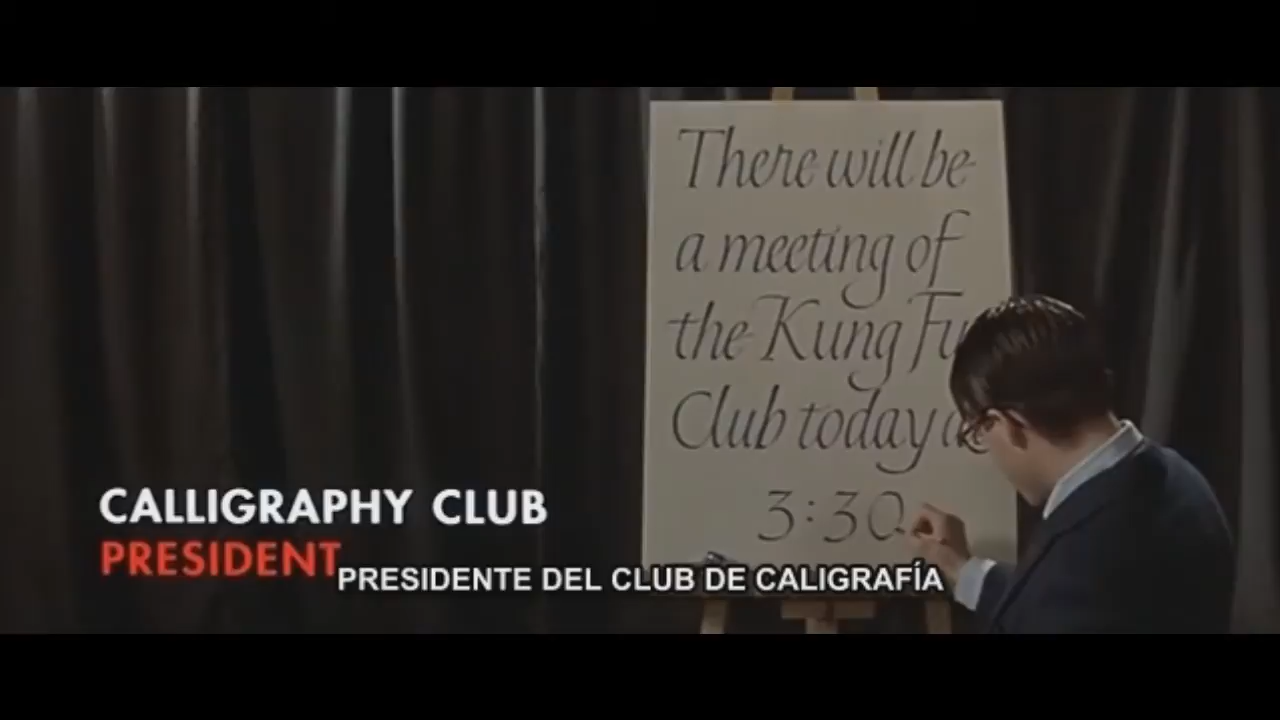 There will be
a meeting of
the Kung Fu
Club today
3:30
CALLIGRAPHY CLUB
PRESIDENT
PRESIDENTE DEL CLUB DE CALIGRAFÍA